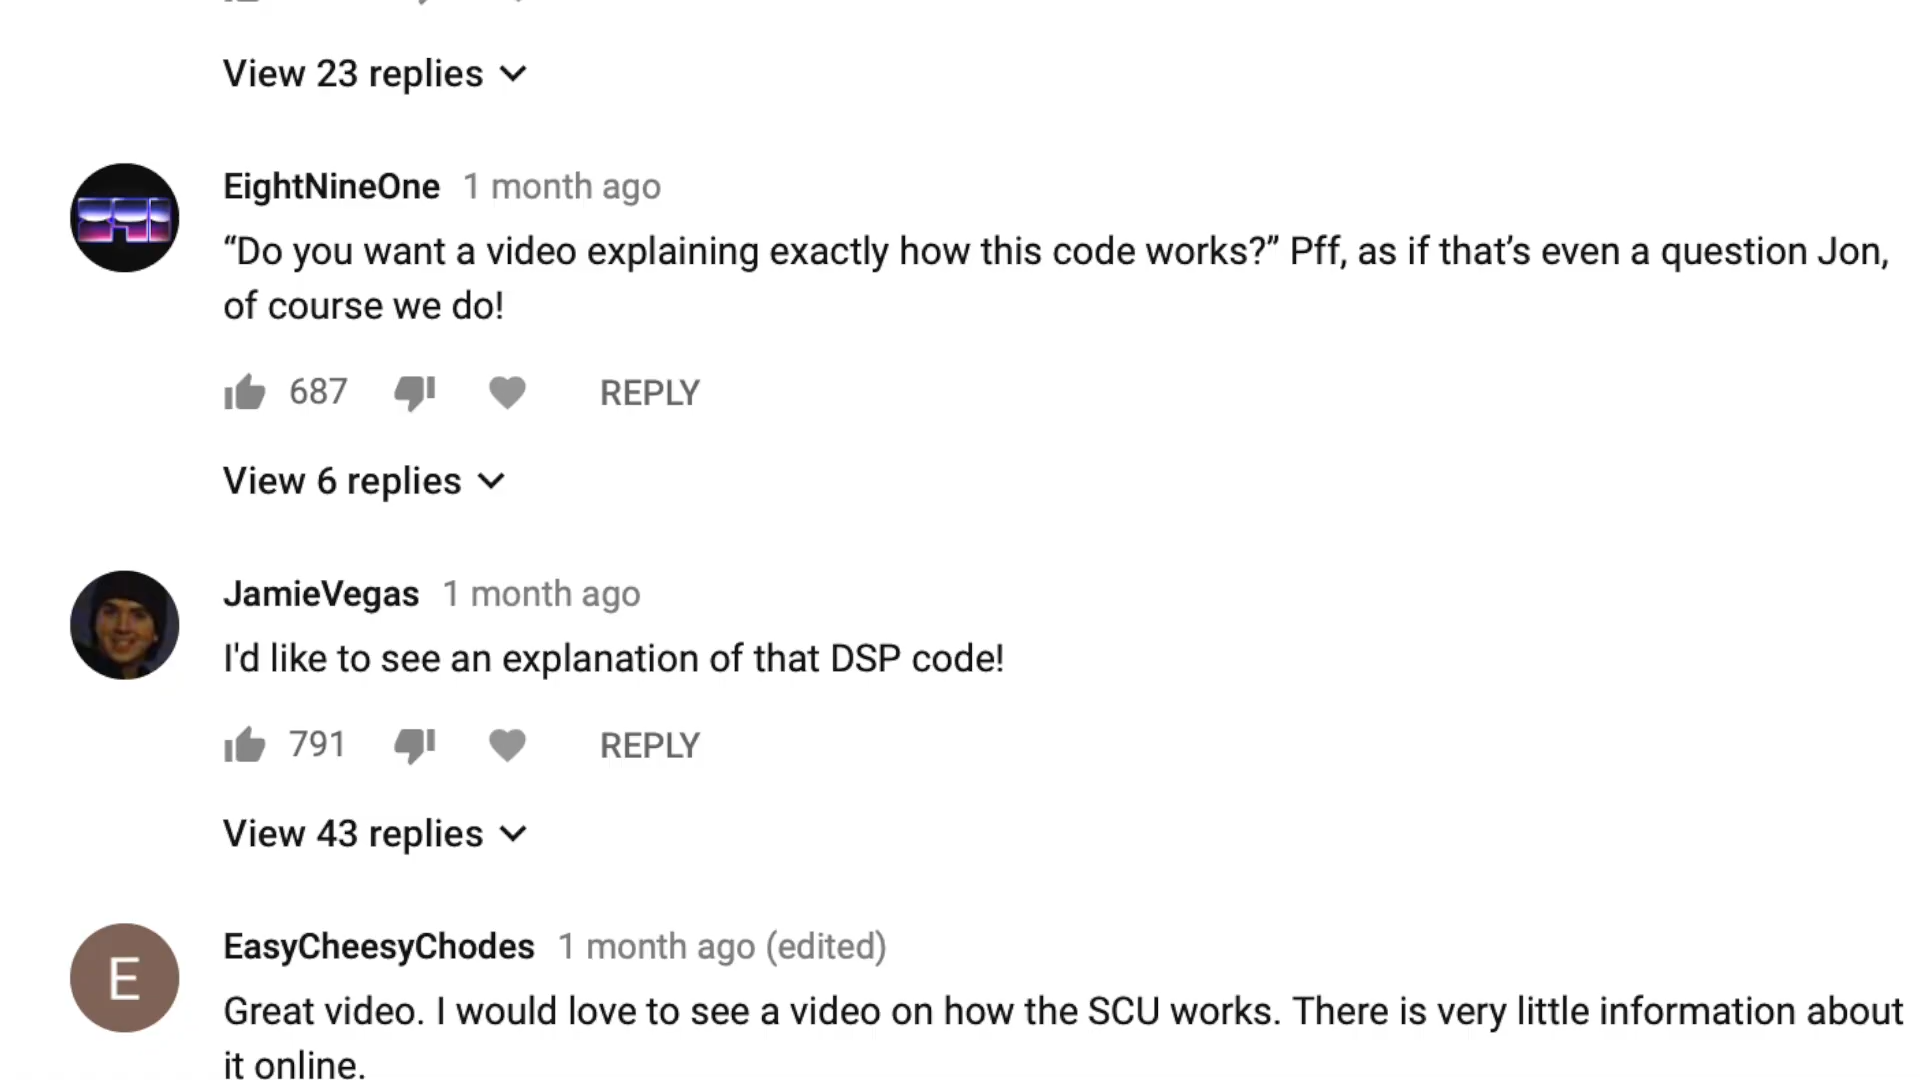 View 23 replies
EightNineOne 1 month ago
“Do you want a video explaining exactly how this code works?” Pff, as if that’s even a question Jon,
of course we do!
687 REPLY
View 6 replies
JamieVegas 1 month ago
I'd like to see an explanation of that DSP code!
791 REPLY
View 43 replies
E
EasyCheesyChodes 1 month ago (edited)
Great video. I would love to see a video on how the SCU works. There is very little information about
it online.